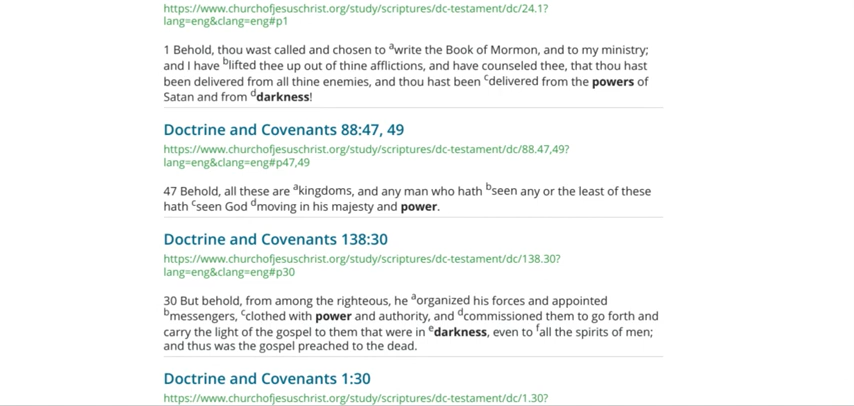 https://www.churchofjesuschrist.org/study/scriptures/dc-testament/dc/24.1?
lang=eng&clang=eng#p1
1 Behold, thou wast called and chosen to awrite the Book of Mormon, and to my ministry;
and I have blifted thee up out of thine afflictions, and have counseled thee, that thou hast
been delivered from all thine enemies, and thou hast been cdelivered from the powers of
Satan and from ddarkness!
Doctrine and Covenants 88:47, 49
https://www.churchofjesuschrist.org/study/scriptures/dc-testament/dc/88.47,49?
lang=eng&clang=eng#p47,49
47 Behold, all these are akingdoms, and any man who hath bseen any or the least of these
hath cseen God dmoving in his majesty and power.
Doctrine and Covenants 138:30
https://www.churchofjesuschrist.org/study/scriptures/dc-testament/dc/138.30?
lang=eng&clang=eng#p30
30 But behold, from among the righteous, he aorganized his forces and appointed
bmessengers, cclothed with power and authority, and dcommissioned them to go forth and
carry the light of the gospel to them that were in edarkness, even to fall the spirits of men;
and thus was the gospel preached to the dead.
Doctrine and Covenants 1:30
https://www.churchofjesuschrist.org/study/scriptures/dc-testament/dc/1.30?